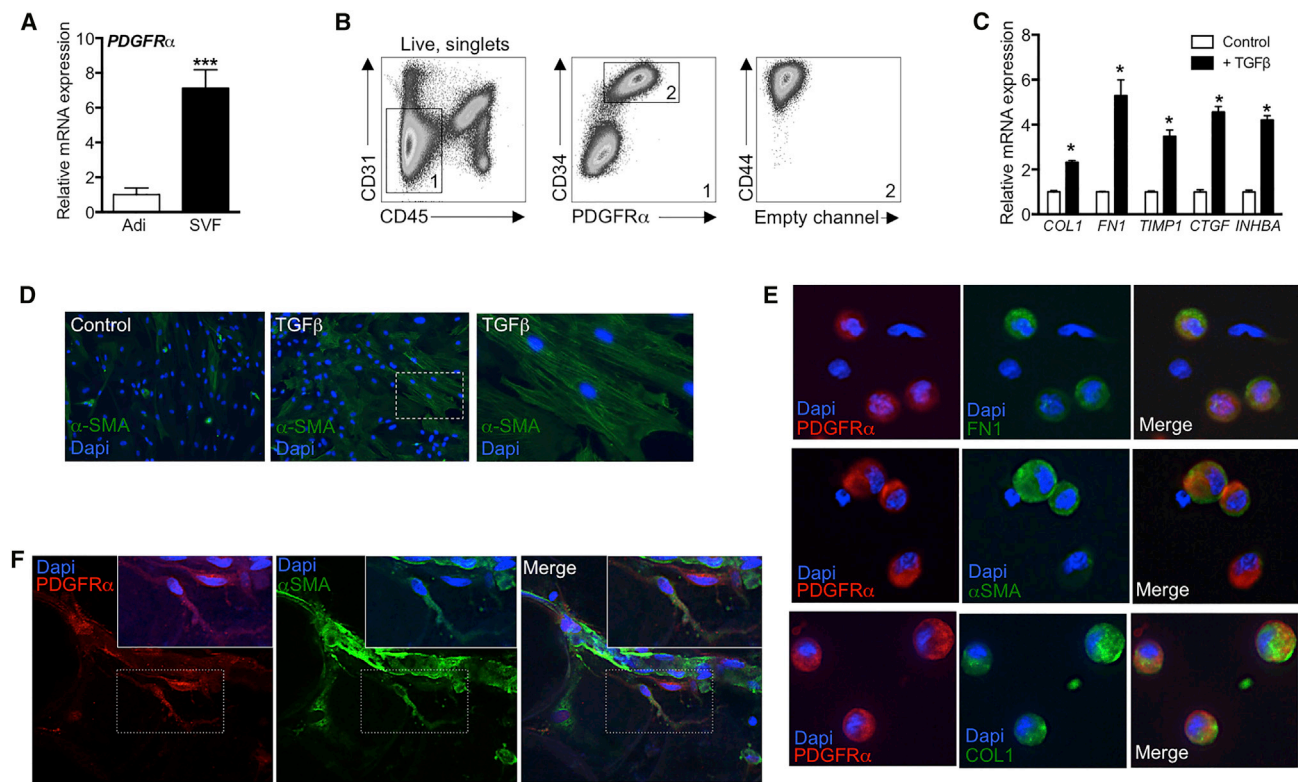 A
PDGFRα
Relative mRNA expression
10
8
6
4
2
0
***
Adi
SVF
B
Live, singlets
CD31
CD45
1
CD34
PDGFRα
2
1
CD44
Empty channel
2
C
Relative mRNA expression
8
6
4
2
0
Control
+ TGFβ
* * * * *
COL1 FN1 TIMP1 CTGF INHBA
D
Control
α-SMA
Dapi
TGFβ
α-SMA
Dapi
TGFβ
α-SMA
Dapi
E
Dapi
PDGFRα
Dapi
FN1
Merge
Dapi
PDGFRα
Dapi
αSMA
Merge
Dapi
PDGFRα
Dapi
COL1
Merge
F
Dapi
PDGFRα
Dapi
αSMA
Merge